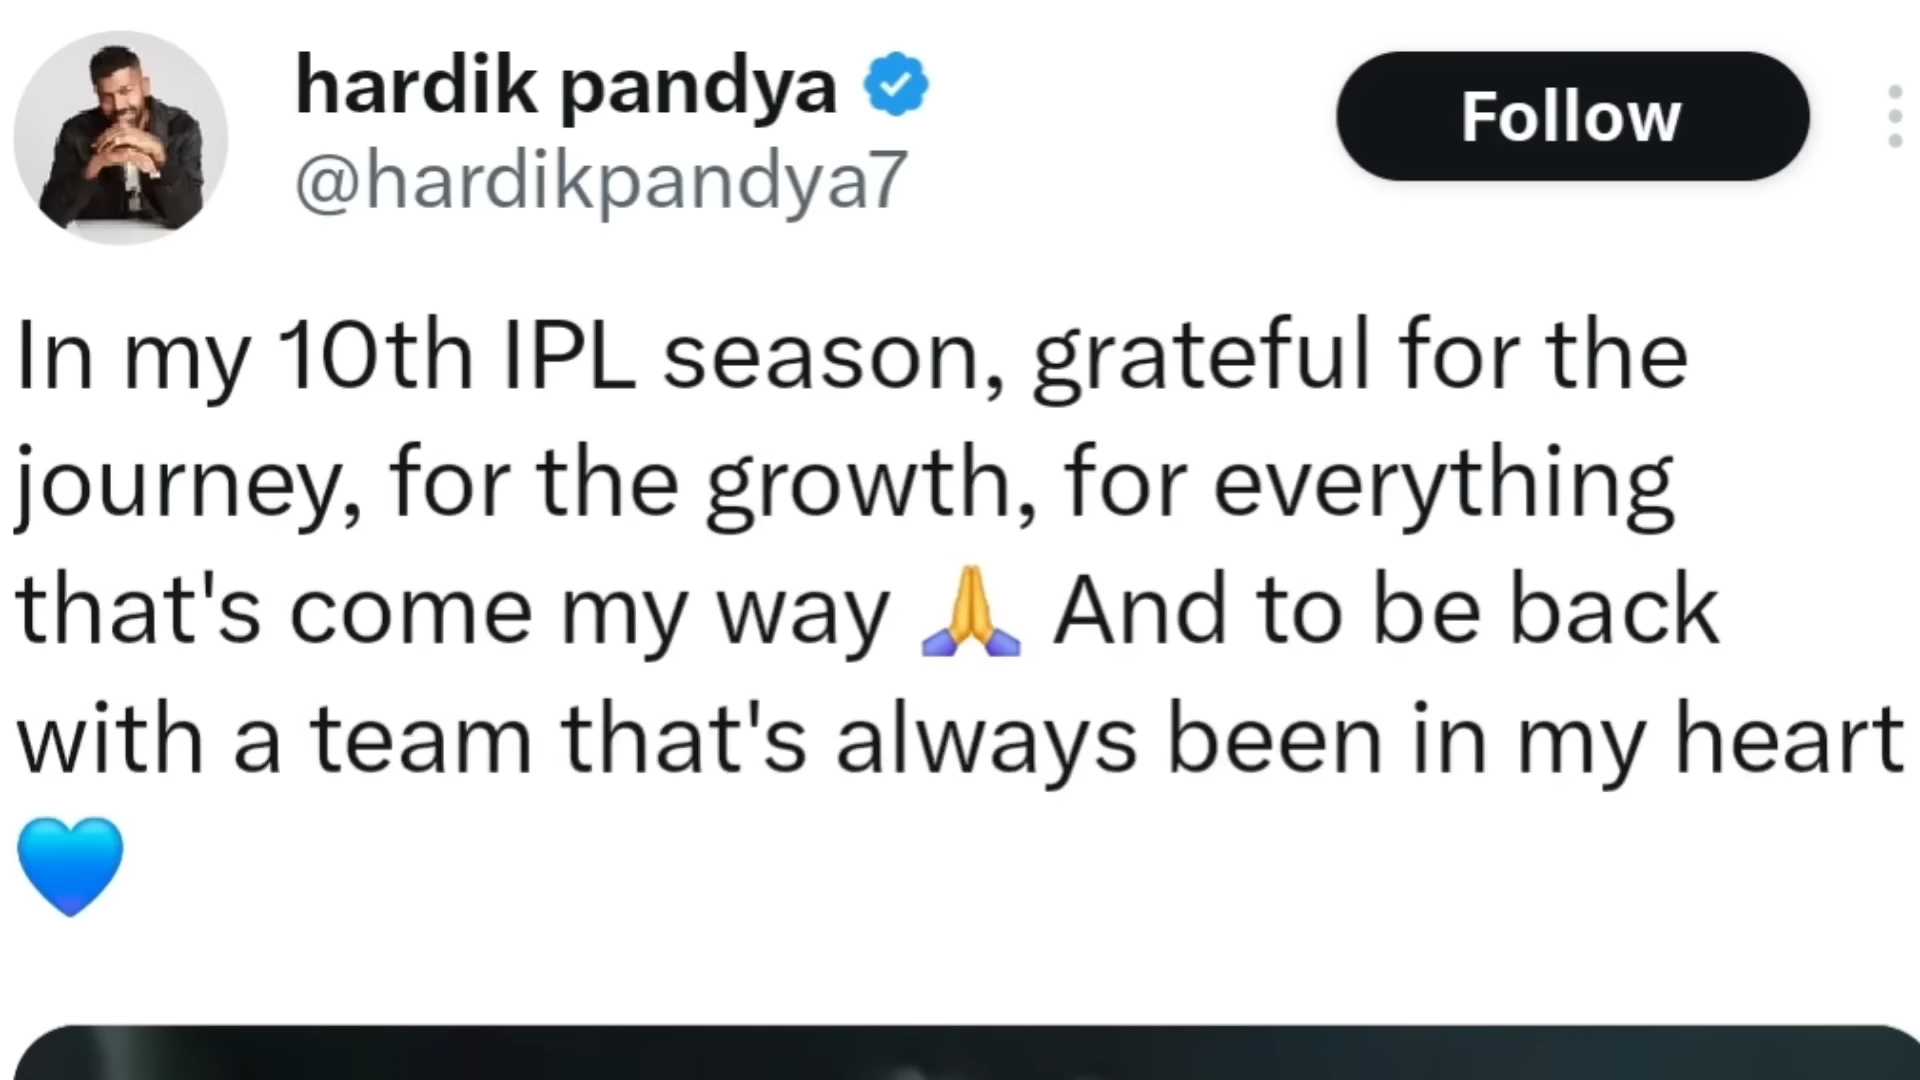 hardik pandya
Follow
@hardikpandya7
In my 10th IPL season, grateful for the
journey, for the growth, for everything
that's come my way 🙏 And to be back
with a team that's always been in my heart
💙